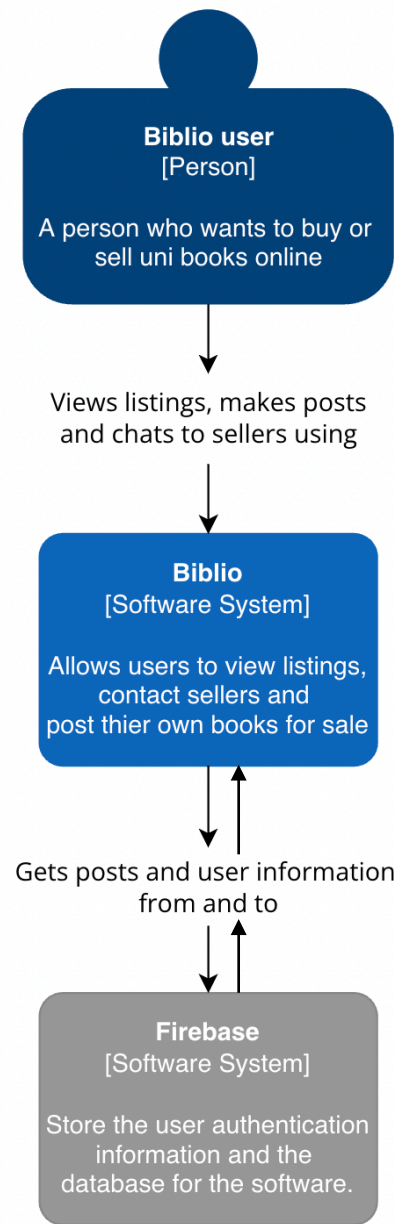 Biblio user
[Person]
A person who wants to buy or
sell uni books online
Views listings, makes posts
and chats to sellers using
Biblio
[Software System]
Allows users to view listings,
contact sellers and
post thier own books for sale
Gets posts and user information
from and to
Firebase
[Software System]
Store the user authentication
information and the
database for the software.